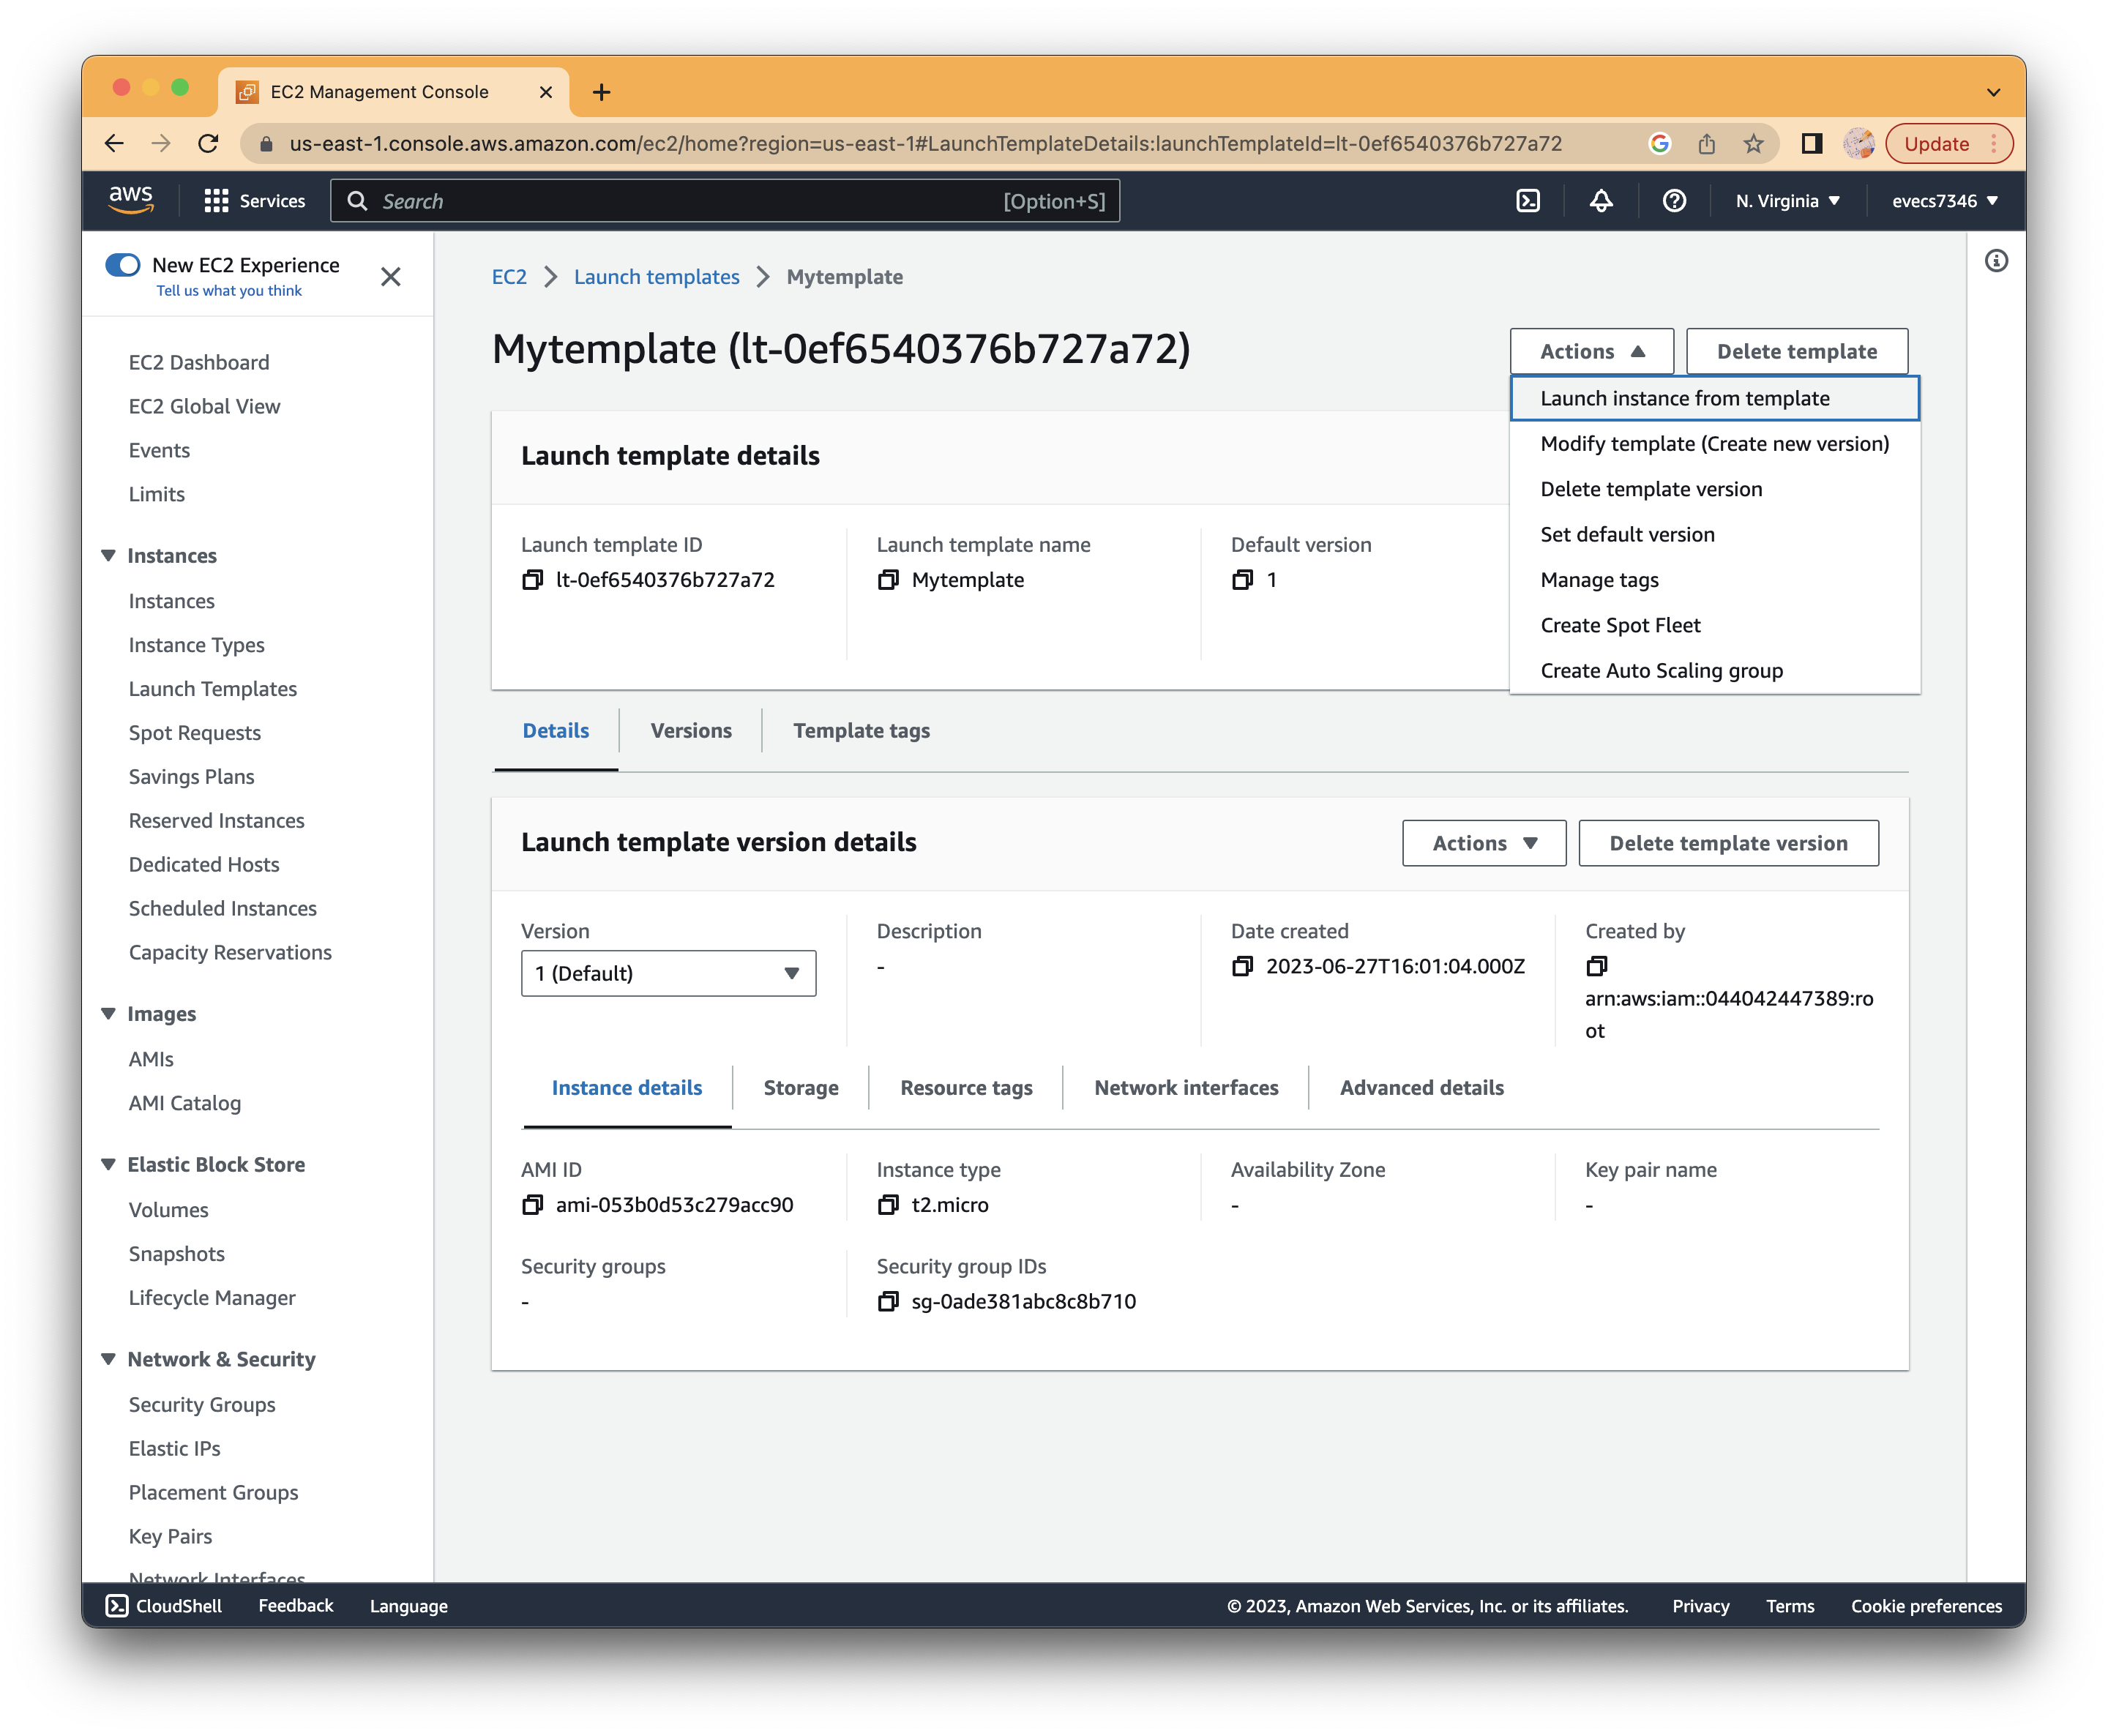 EC2 Management Console
us-east-1.console.aws.amazon.com/ec2/home?region=us-east-1#LaunchTemplateDetails:launchTemplateId=lt-0ef6540376b727a72
Update
aws
Services
Search
[Option+S]
N. Virginia
evecs7346
New EC2 Experience
Tell us what you think
EC2 Dashboard
EC2 Global View
Events
Limits
Instances
Instances
Instance Types
Launch Templates
Spot Requests
Savings Plans
Reserved Instances
Dedicated Hosts
Scheduled Instances
Capacity Reservations
Images
AMIs
AMI Catalog
Elastic Block Store
Volumes
Snapshots
Lifecycle Manager
Network & Security
Security Groups
Elastic IPs
Placement Groups
Key Pairs
Network Interfaces
EC2 > Launch templates > Mytemplate
Mytemplate (lt-0ef6540376b727a72)
Actions
Delete template
Launch instance from template
Modify template (Create new version)
Delete template version
Set default version
Manage tags
Create Spot Fleet
Create Auto Scaling group
Launch template details
Launch template ID
lt-0ef6540376b727a72
Launch template name
Mytemplate
Default version
1
Details
Versions
Template tags
Launch template version details
Actions
Delete template version
Version
1 (Default)
Description
-
Date created
2023-06-27T16:01:04.000Z
Created by
arn:aws:iam::044042447389:ro
ot
Instance details
Storage
Resource tags
Network interfaces
Advanced details
AMI ID
ami-053b0d53c279acc90
Instance type
t2.micro
Availability Zone
-
Key pair name
-
Security groups
-
Security group IDs
sg-0ade381abc8c8b710
CloudShell
Feedback
Language
© 2023, Amazon Web Services, Inc. or its affiliates.
Privacy
Terms
Cookie preferences